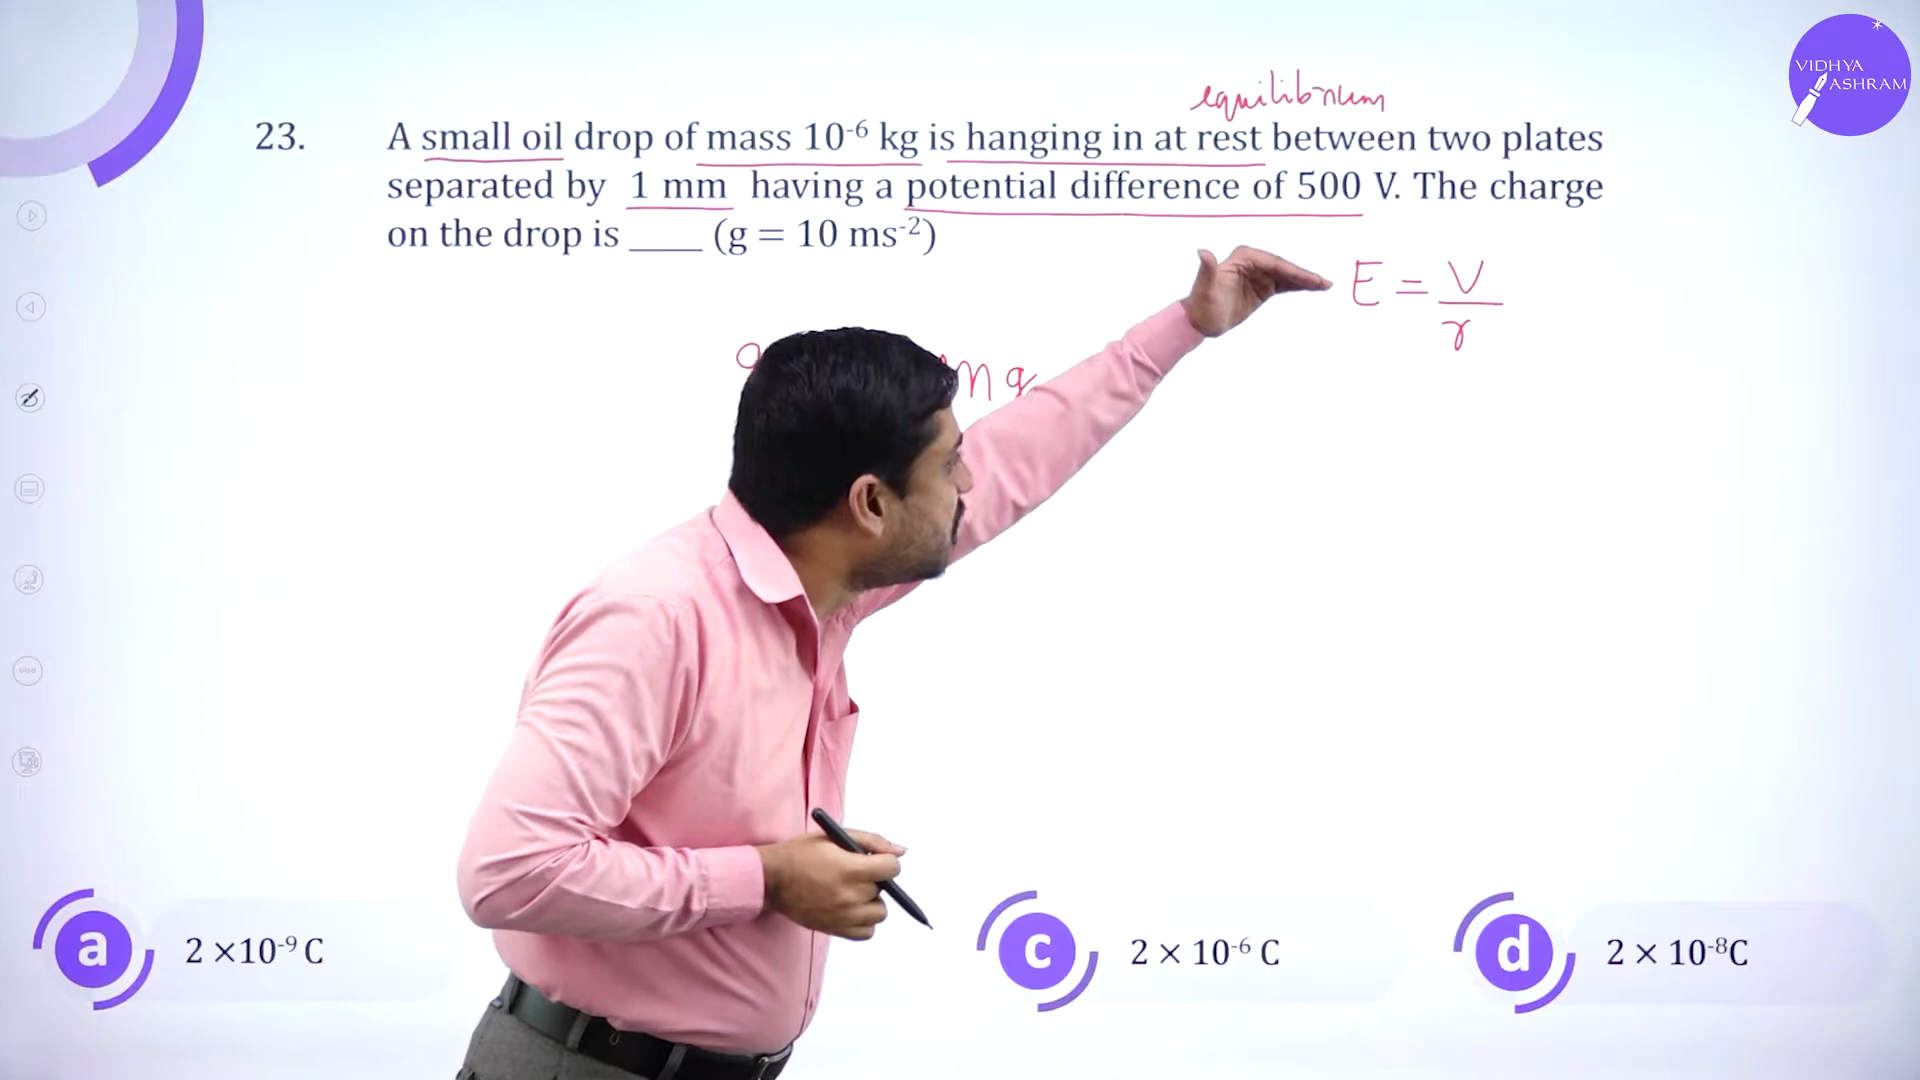 VIDHYA
ASHRAM
equilibrium
23. A small oil drop of mass 10⁻⁶ kg is hanging in at rest between two plates
separated by 1 mm having a potential difference of 500 V. The charge
on the drop is ____ (g = 10 ms⁻²)
E = V/r
mg
a 2 ×10⁻⁹ C
c 2 × 10⁻⁶ C
d 2 × 10⁻⁸C